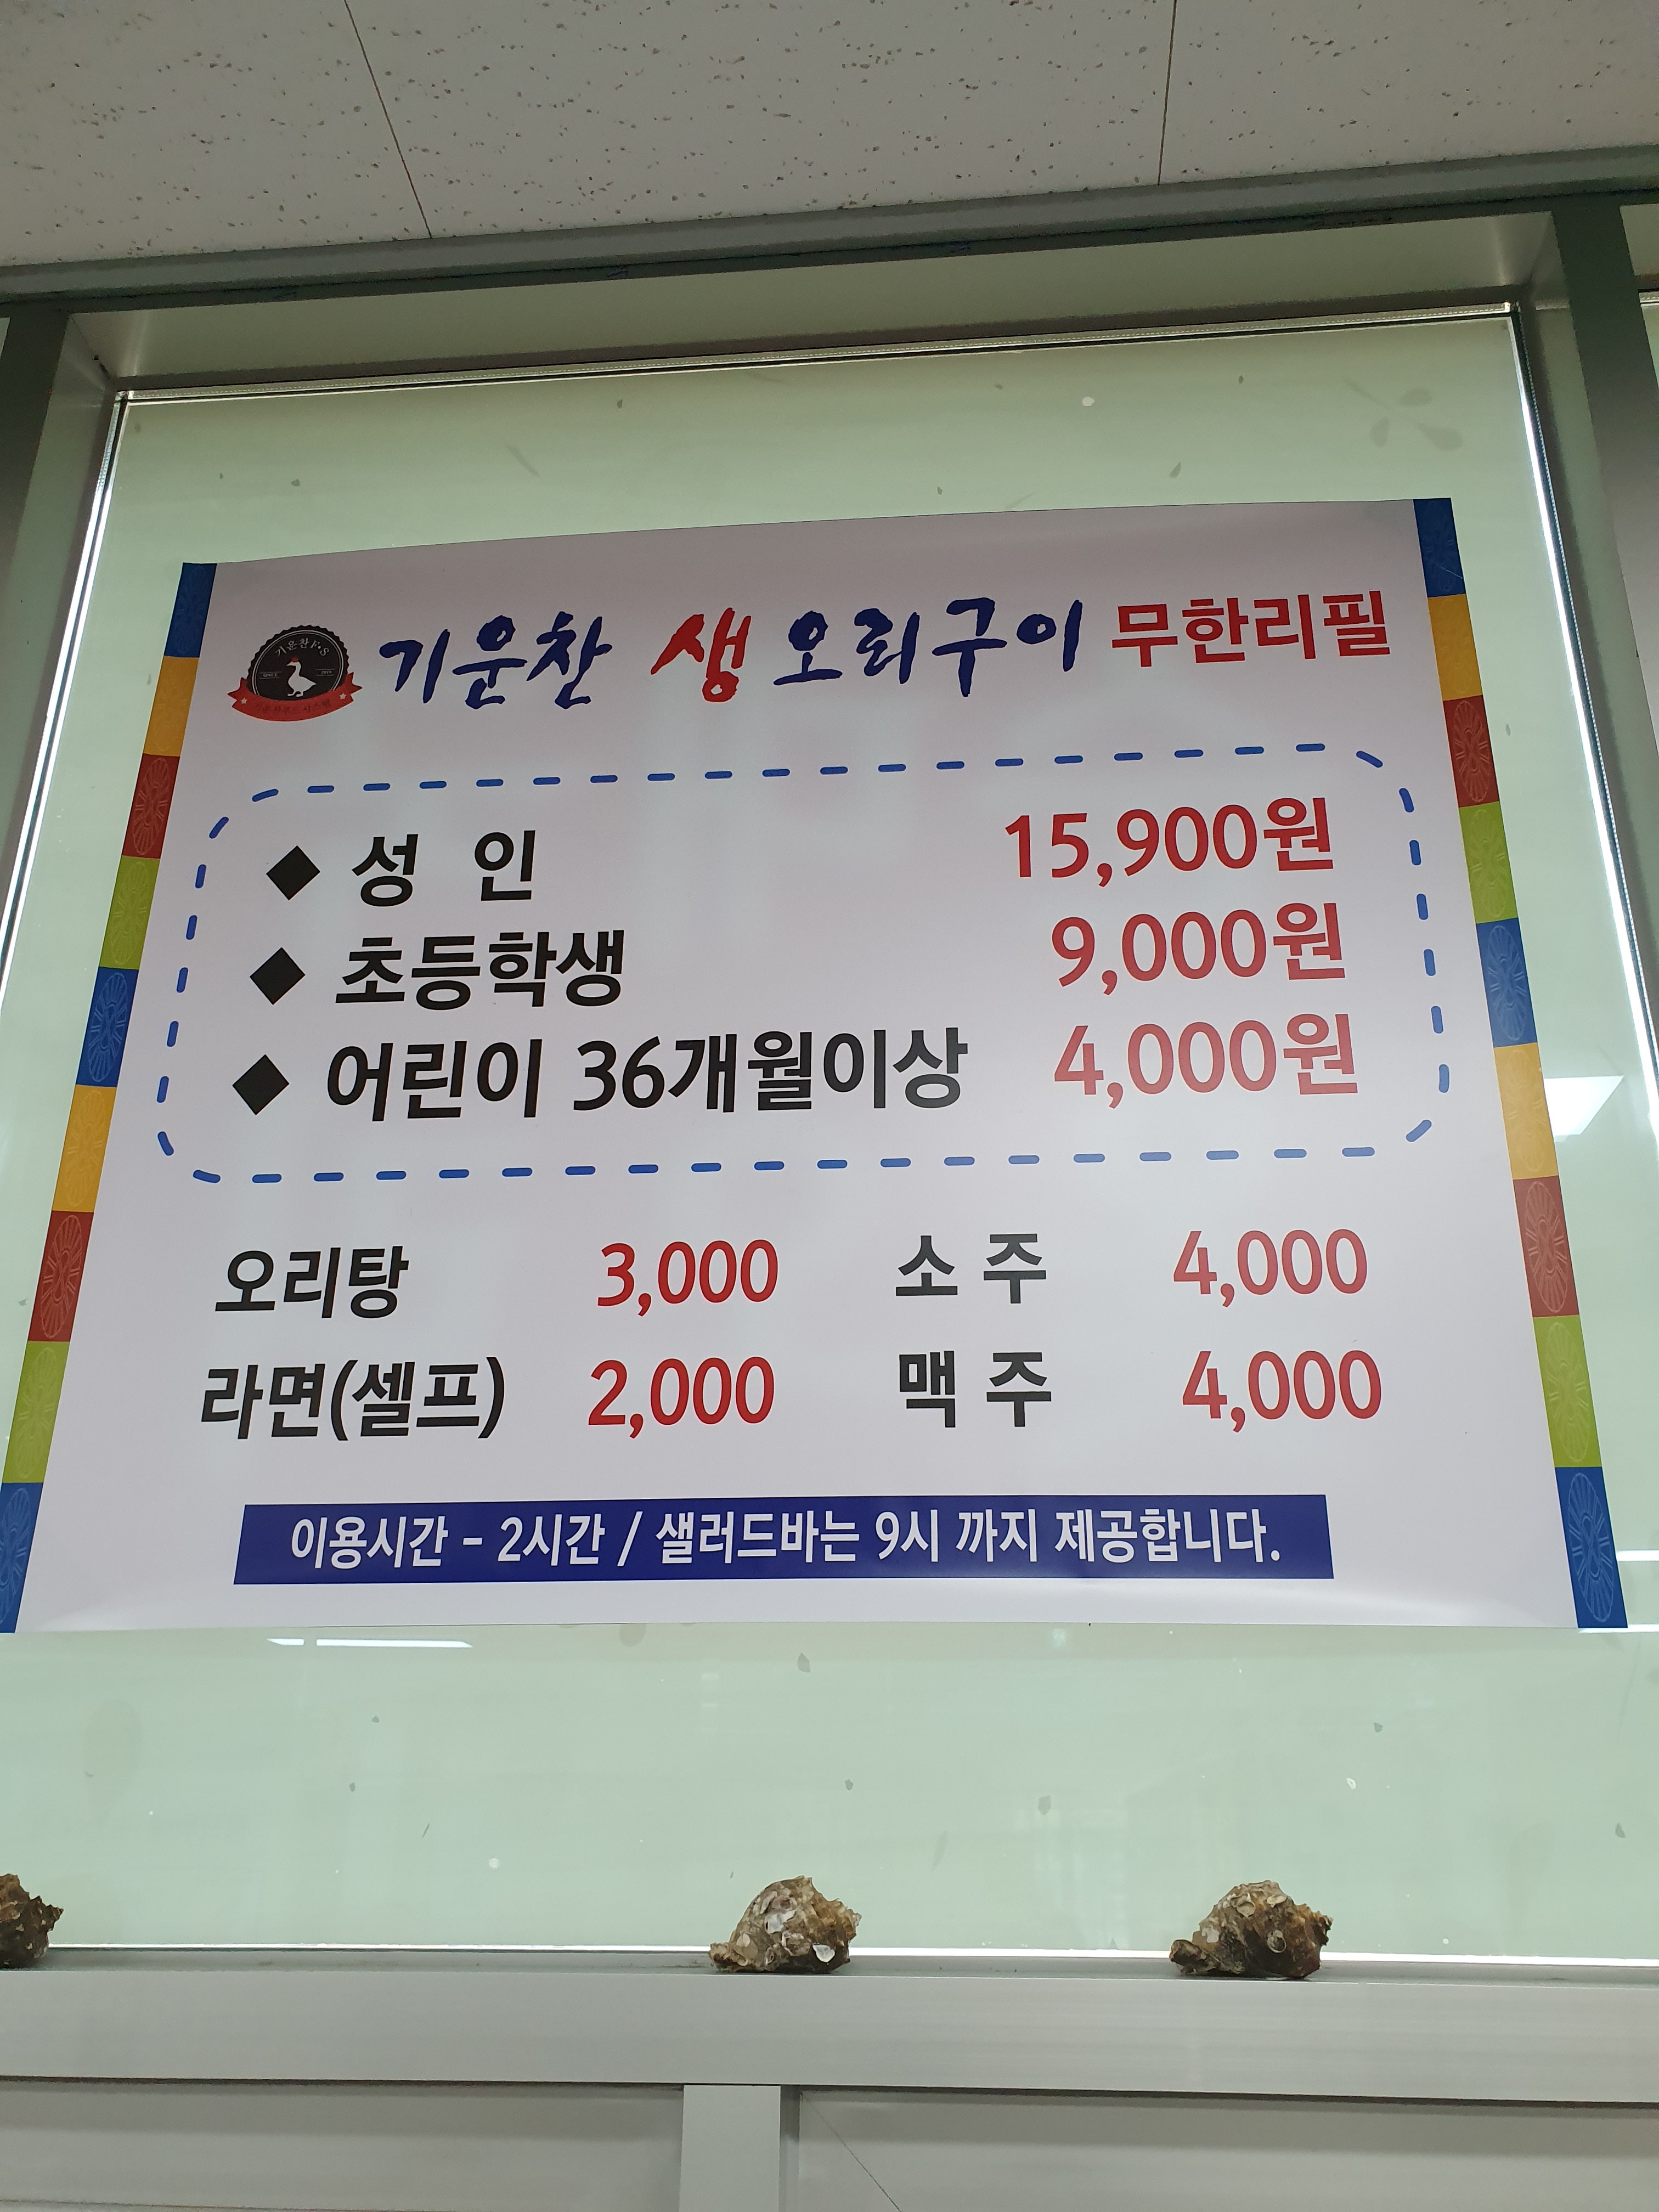 기운찬F·S
기운찬 생 오리구이 무한리필
◆ 성 인 15,900원
◆ 초등학생 9,000원
◆ 어린이 36개월이상 4,000원
오리탕 3,000 소 주 4,000
라면(셀프) 2,000 맥 주 4,000
이용시간 - 2시간 / 샐러드바는 9시 까지 제공합니다.